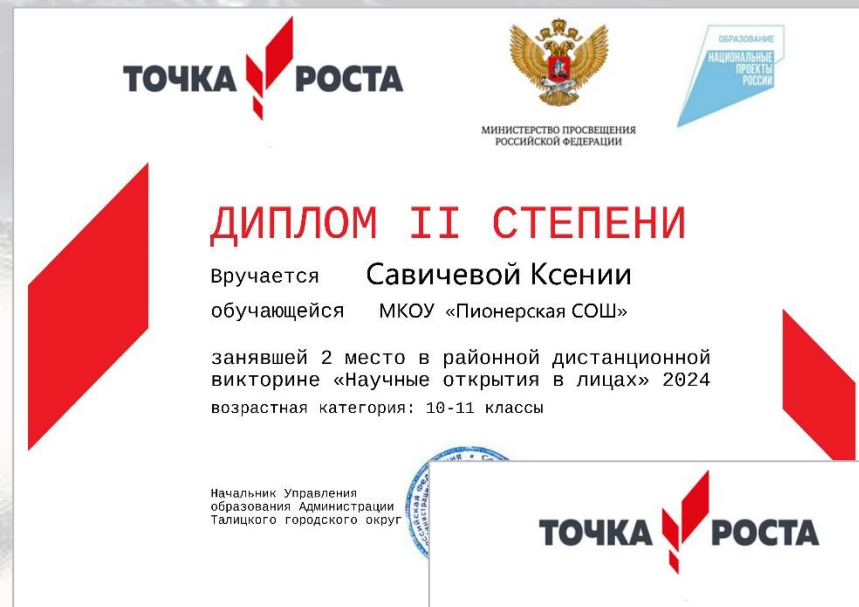 ТОЧКА РОСТА
МИНИСТЕРСТВО ПРОСВЕЩЕНИЯ
РОССИЙСКОЙ ФЕДЕРАЦИИ
ОБРАЗОВАНИЕ
НАЦИОНАЛЬНЫЕ
ПРОЕКТЫ
РОССИИ
ДИПЛОМ II СТЕПЕНИ
Вручается Савичевой Ксении
обучающейся МКОУ «Пионерская СОШ»
занявшей 2 место в районной дистанционной
викторине «Научные открытия в лицах» 2024
возрастная категория: 10-11 классы
Начальник Управления
образования Администрации
Талицкого городского округ
ТОЧКА РОСТА